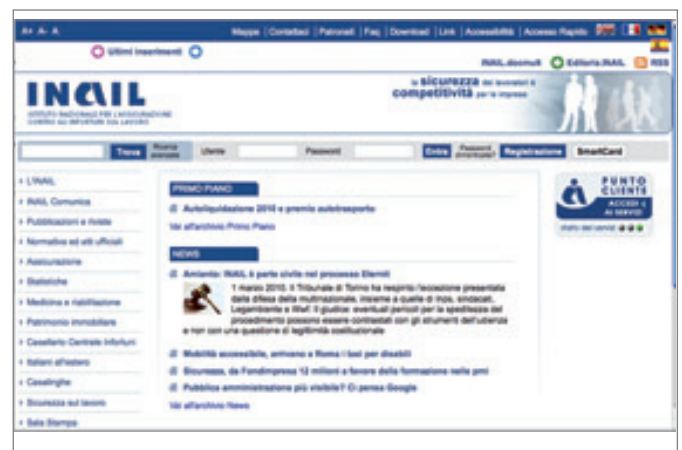 A+ A- A
Mappa | Contattaci | Patronati | Faq | Download | Link | Accessibilità | Accesso Rapido
Ultimi inserimenti
INAIL.docmult Editoria INAIL RSS
INAIL
ISTITUTO NAZIONALE PER L'ASSICURAZIONE
CONTRO GLI INFORTUNI SUL LAVORO
la sicurezza dei lavoratori è
competitività per le imprese
Trova Ricerca avanzata Utente Password Entra Password dimenticata? Registrazione SmartCard
L'INAIL
INAIL Comunica
Pubblicazioni e riviste
Normativa ed atti ufficiali
Assicurazione
Statistiche
Medicina e riabilitazione
Patrimonio immobiliare
Casellario Centrale Infortuni
Italiani all'estero
Casalinghe
Sicurezza sul lavoro
Sala Stampa
PRIMO PIANO
Autoliquidazione 2010 e premio autotrasporto
Vai all'archivio Primo Piano
NEWS
Amianto: INAIL è parte civile nel processo Eternit
1 marzo 2010. Il Tribunale di Torino ha respinto l'eccezione presentata
dalla difesa della multinazionale, insieme a quelle di Inps, sindacati,
Legambiente e Wwf. Il giudice: eventuali pericoli per la speditezza del
procedimento possono essere contrastati con gli strumenti dell'udienza
e non con una questione di legittimità costituzionale
Mobilità accessibile, arrivano a Roma i taxi per disabili
Sicurezza, da Fondimpresa 12 milioni a favore della formazione nelle pmi
Pubblica amministrazione più visibile? Ci pensa Google
Vai all'archivio News
PUNTO
CLIENTE
ACCEDI
AI SERVIZI
stato dei servizi